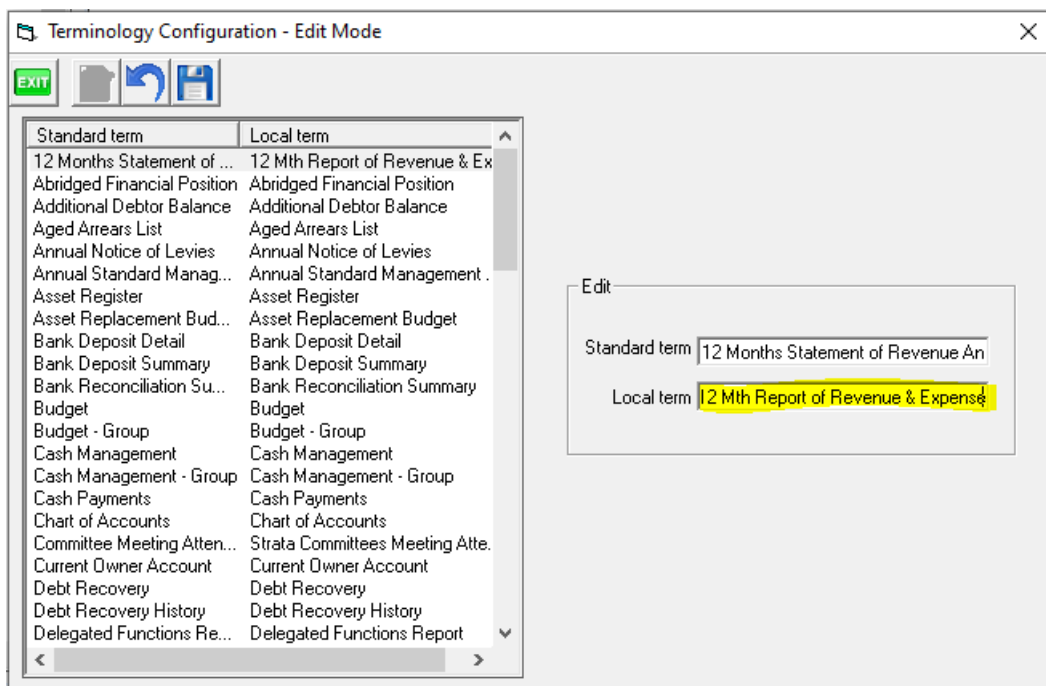 Terminology Configuration - Edit Mode
EXIT
Standard term Local term
12 Months Statement of ... 12 Mth Report of Revenue & Ex
Abridged Financial Position Abridged Financial Position
Additional Debtor Balance Additional Debtor Balance
Aged Arrears List Aged Arrears List
Annual Notice of Levies Annual Notice of Levies
Annual Standard Manag... Annual Standard Management .
Asset Register Asset Register
Asset Replacement Bud... Asset Replacement Budget
Bank Deposit Detail Bank Deposit Detail
Bank Deposit Summary Bank Deposit Summary
Bank Reconciliation Su... Bank Reconciliation Summary
Budget Budget
Budget - Group Budget - Group
Cash Management Cash Management
Cash Management - Group Cash Management - Group
Cash Payments Cash Payments
Chart of Accounts Chart of Accounts
Committee Meeting Atten... Strata Committees Meeting Atte.
Current Owner Account Current Owner Account
Debt Recovery Debt Recovery
Debt Recovery History Debt Recovery History
Delegated Functions Re... Delegated Functions Report
Edit
Standard term 12 Months Statement of Revenue An
Local term 12 Mth Report of Revenue & Expense